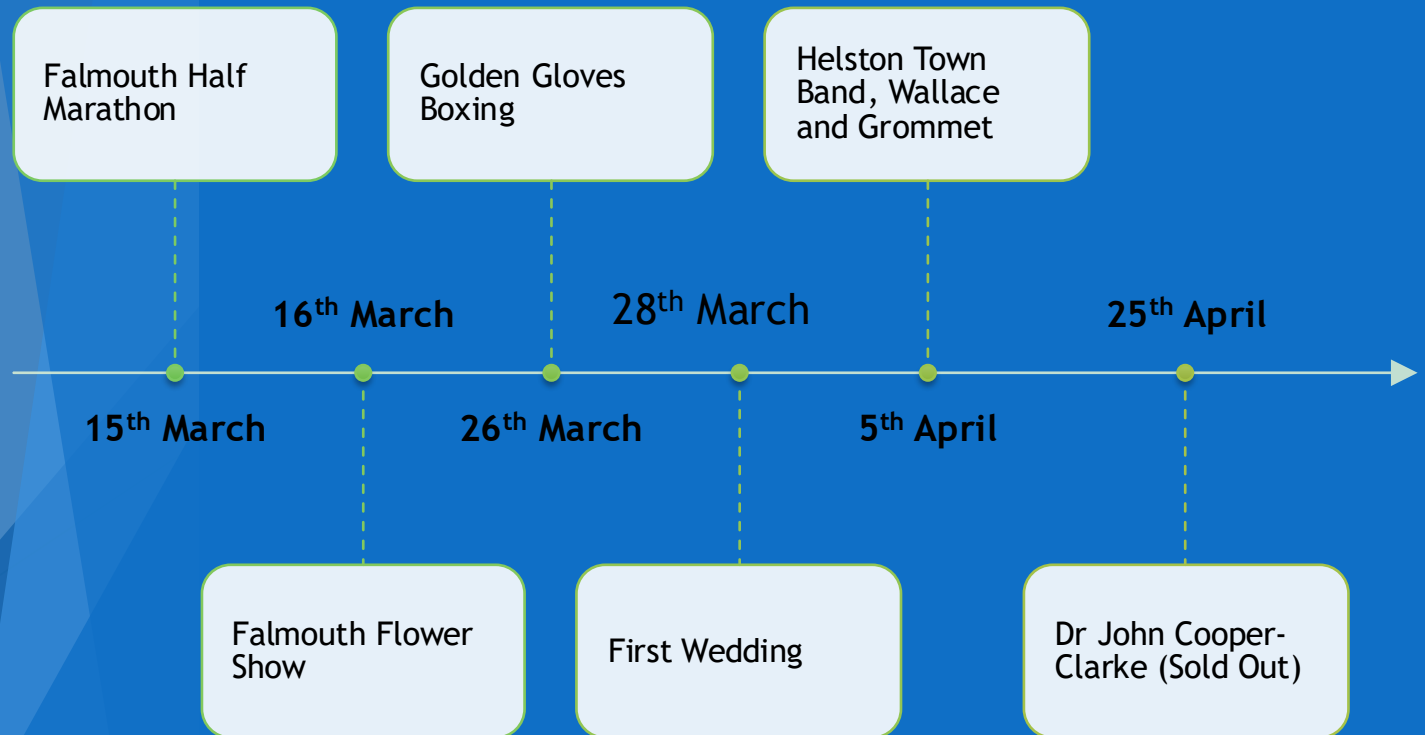 Falmouth Half
Marathon
Golden Gloves
Boxing
Helston Town
Band, Wallace
and Grommet
16th March
28th March
25th April
15th March
26th March
5th April
Falmouth Flower
Show
First Wedding
Dr John Cooper-
Clarke (Sold Out)